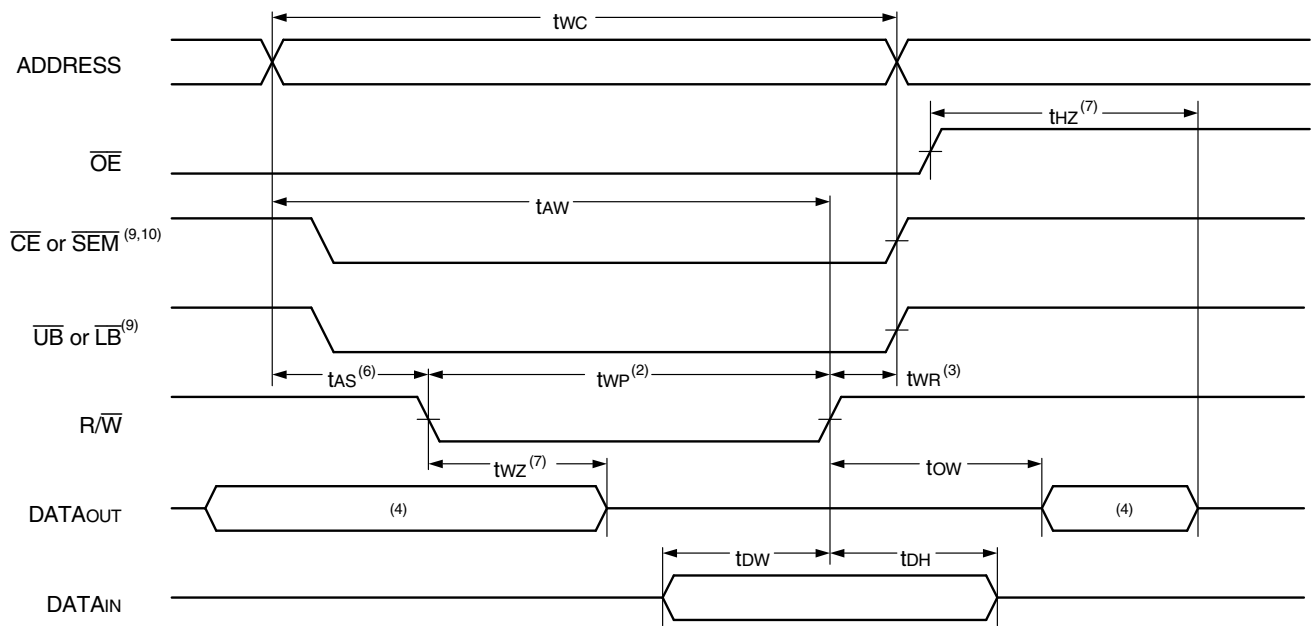 tWC
ADDRESS
tHZ(7)
OE
tAW
CE or SEM (9,10)
UB or LB(9)
tAS(6)
tWP(2)
tWR(3)
R/W
tWZ(7)
tOW
DATAOUT
(4)
(4)
tDW
tDH
DATAIN